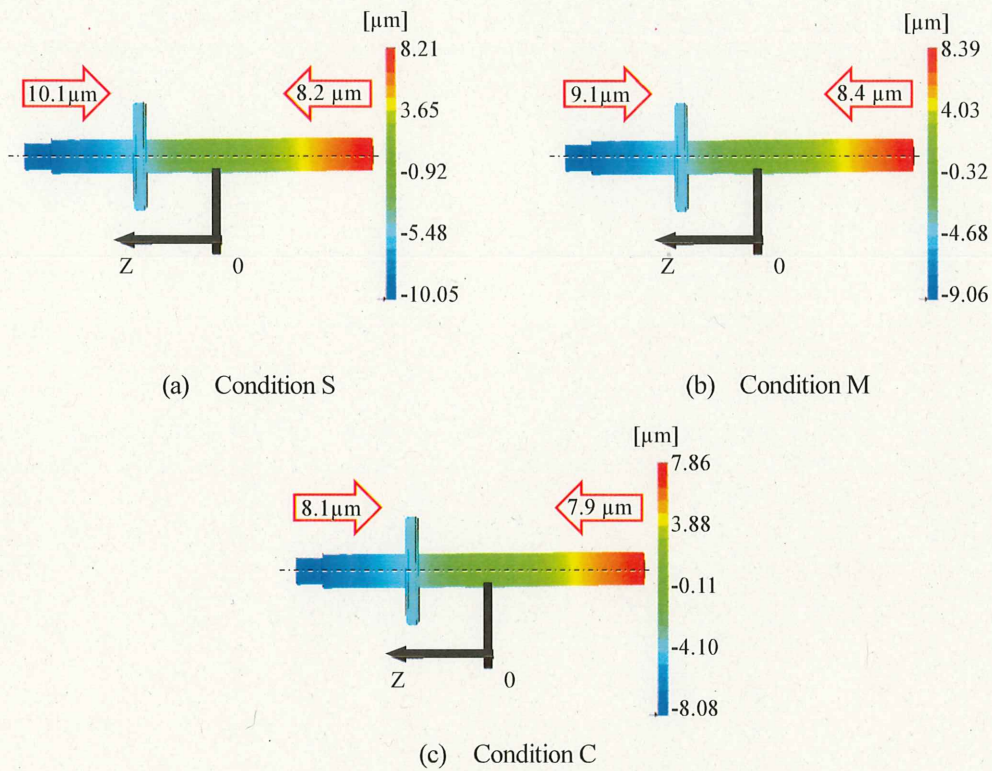 [µm]
8.21
3.65
-0.92
-5.48
-10.05
10.1µm
8.2 µm
Z
0
(a) Condition S
[µm]
8.39
4.03
-0.32
-4.68
-9.06
9.1µm
8.4 µm
Z
0
(b) Condition M
[µm]
7.86
3.88
-0.11
-4.10
-8.08
8.1µm
7.9 µm
Z
0
(c) Condition C